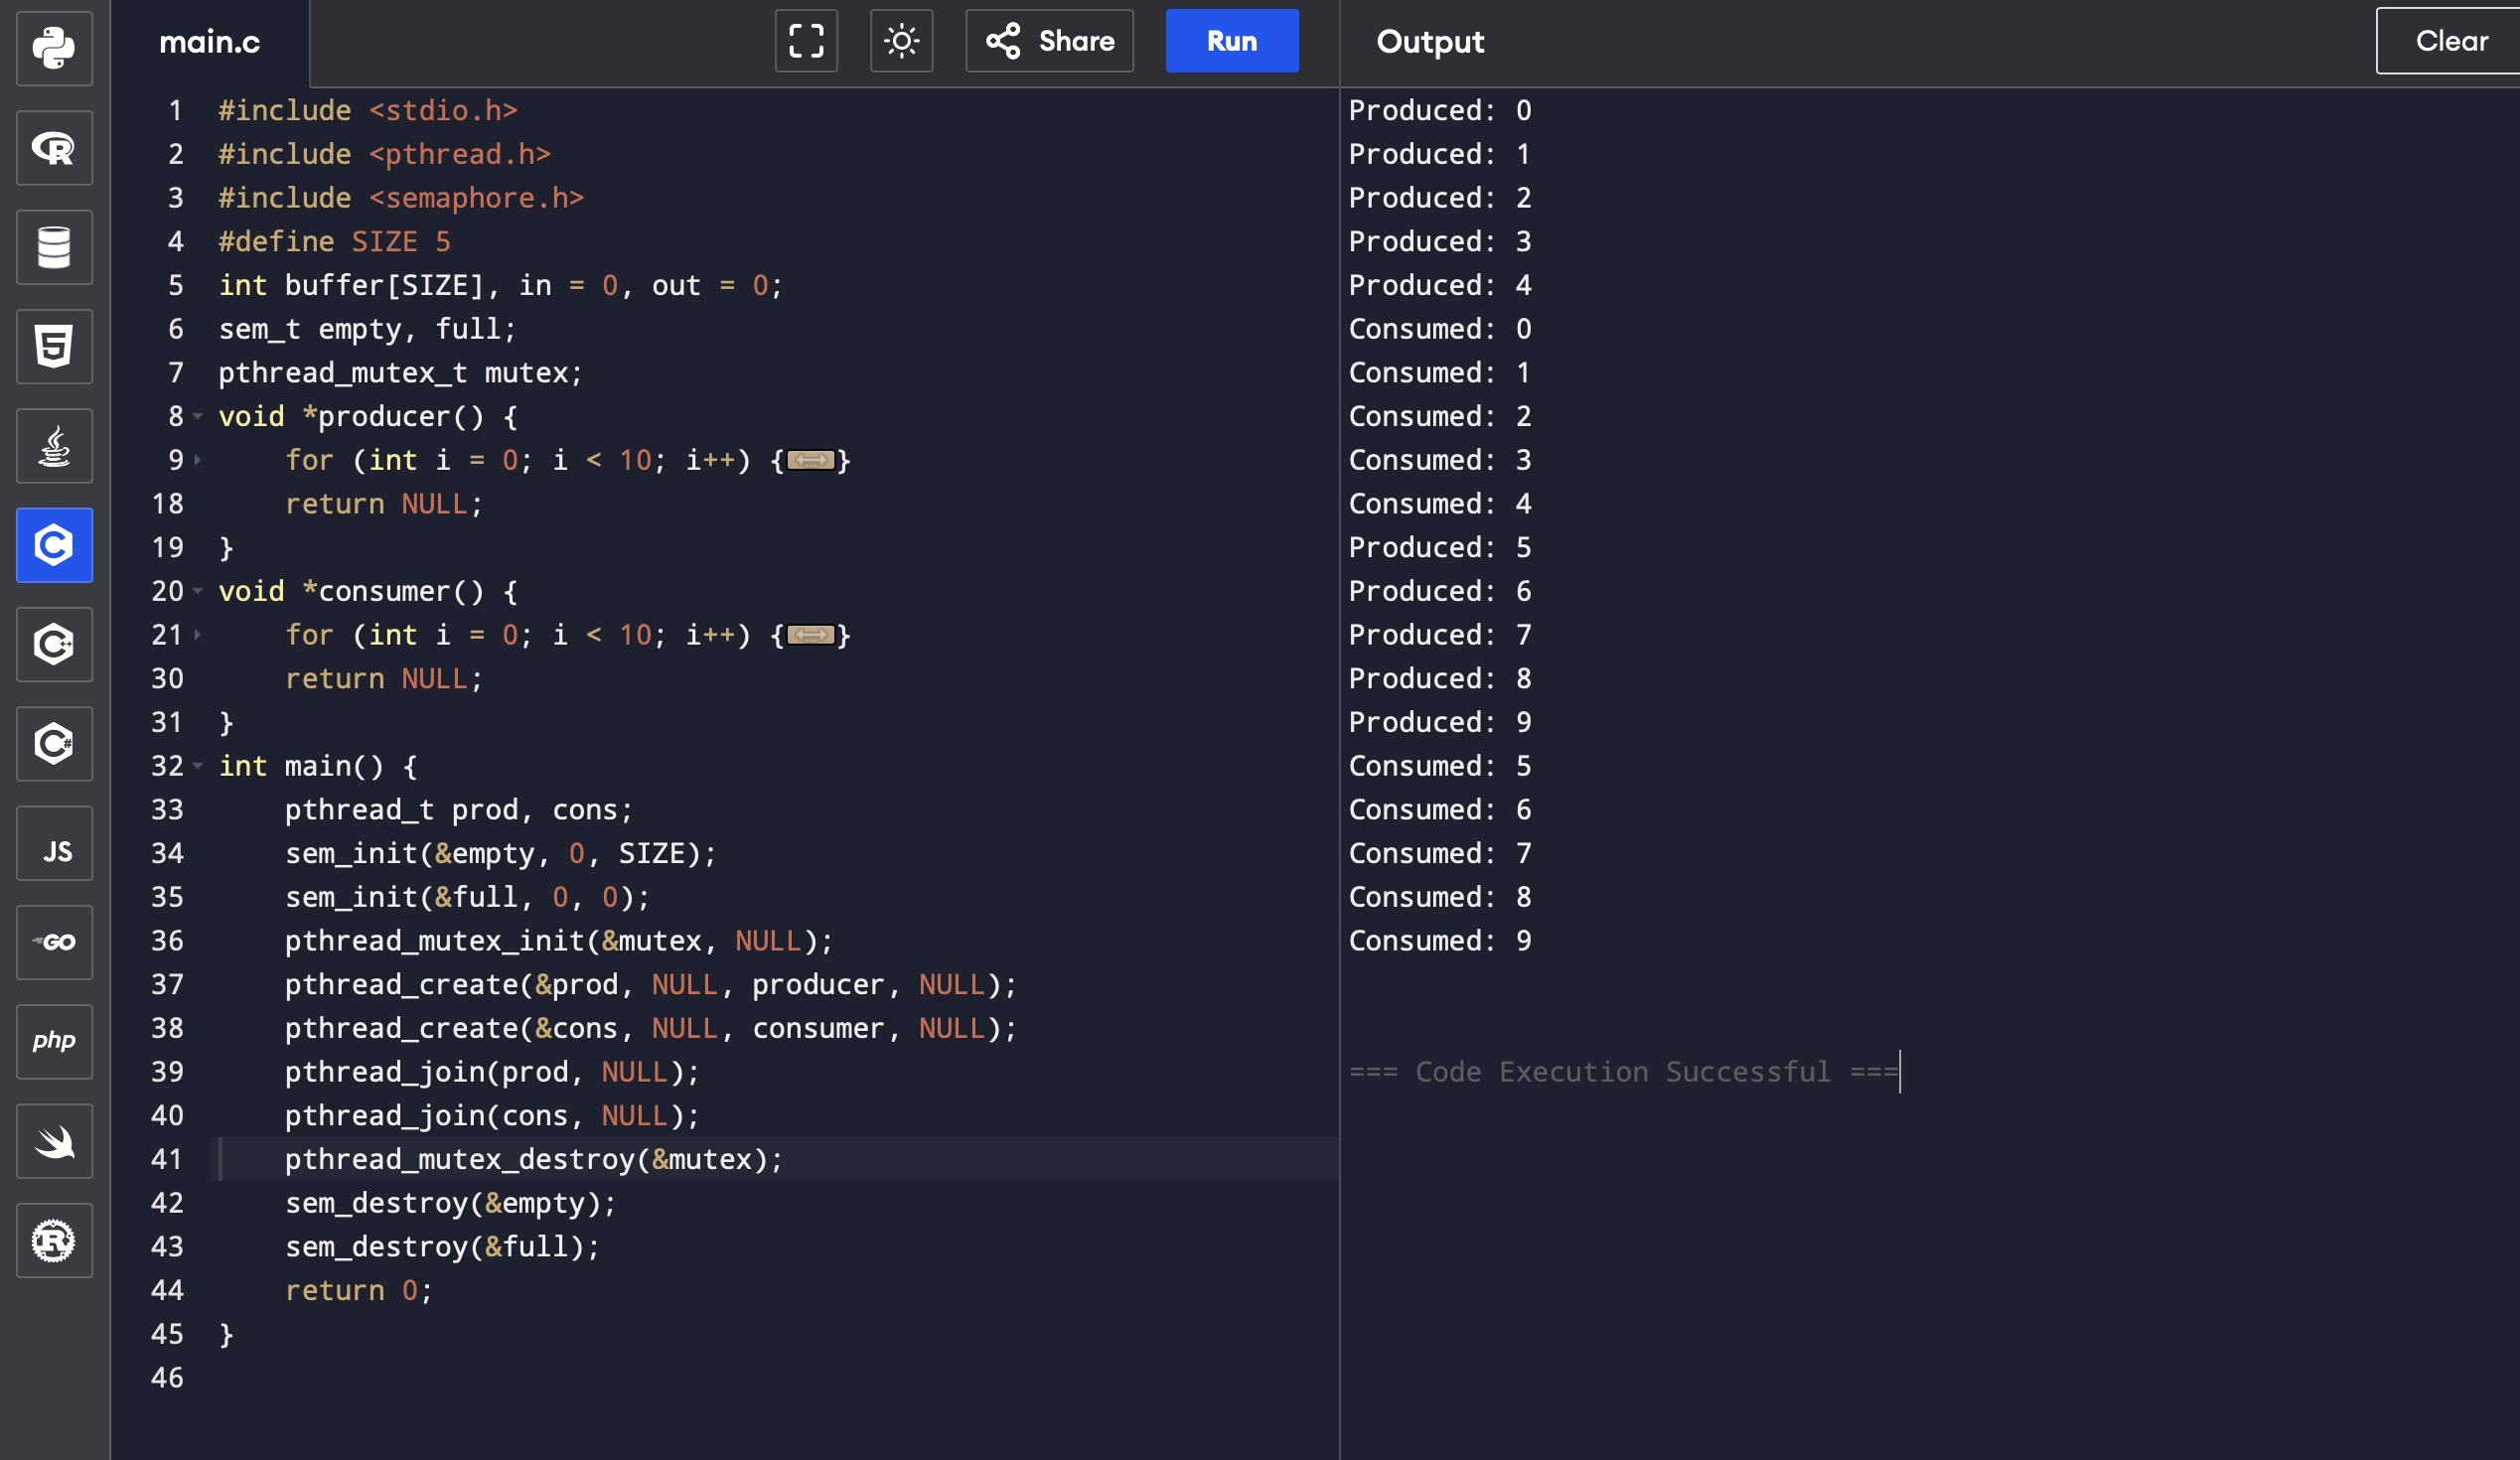 main.c
Share
Run
Output
Clear
JS
GO
php
1 #include <stdio.h>
2 #include <pthread.h>
3 #include <semaphore.h>
4 #define SIZE 5
5 int buffer[SIZE], in = 0, out = 0;
6 sem_t empty, full;
7 pthread_mutex_t mutex;
8 void *producer() {
9     for (int i = 0; i < 10; i++) {}
18     return NULL;
19 }
20 void *consumer() {
21     for (int i = 0; i < 10; i++) {}
30     return NULL;
31 }
32 int main() {
33     pthread_t prod, cons;
34     sem_init(&empty, 0, SIZE);
35     sem_init(&full, 0, 0);
36     pthread_mutex_init(&mutex, NULL);
37     pthread_create(&prod, NULL, producer, NULL);
38     pthread_create(&cons, NULL, consumer, NULL);
39     pthread_join(prod, NULL);
40     pthread_join(cons, NULL);
41     pthread_mutex_destroy(&mutex);
42     sem_destroy(&empty);
43     sem_destroy(&full);
44     return 0;
45 }
46
Produced: 0
Produced: 1
Produced: 2
Produced: 3
Produced: 4
Consumed: 0
Consumed: 1
Consumed: 2
Consumed: 3
Consumed: 4
Produced: 5
Produced: 6
Produced: 7
Produced: 8
Produced: 9
Consumed: 5
Consumed: 6
Consumed: 7
Consumed: 8
Consumed: 9
=== Code Execution Successful ===